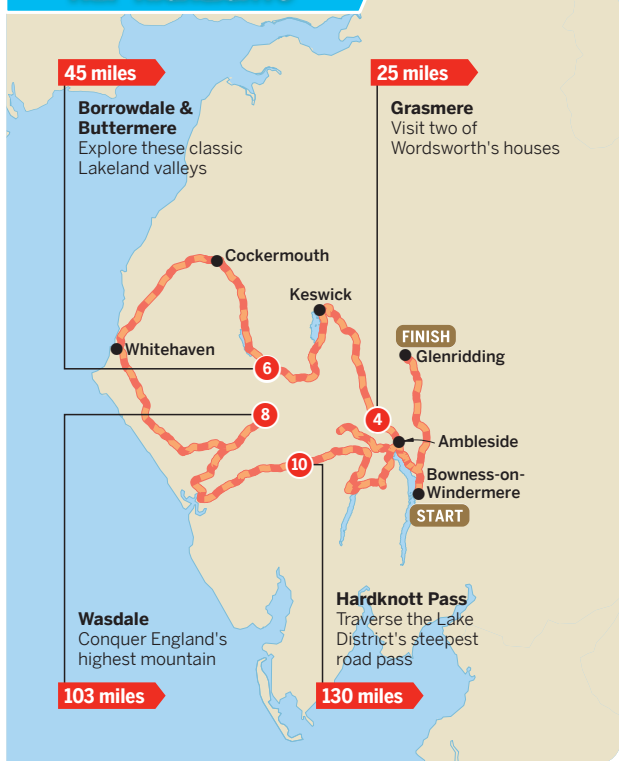 45 miles
Borrowdale &
Buttermere
Explore these classic
Lakeland valleys
25 miles
Grasmere
Visit two of
Wordsworth's houses
Cockermouth
Keswick
Whitehaven
FINISH
Glenridding
6
8
4
10
Ambleside
Bowness-on-
Windermere
START
Wasdale
Conquer England's
highest mountain
103 miles
Hardknott Pass
Traverse the Lake
District's steepest
road pass
130 miles